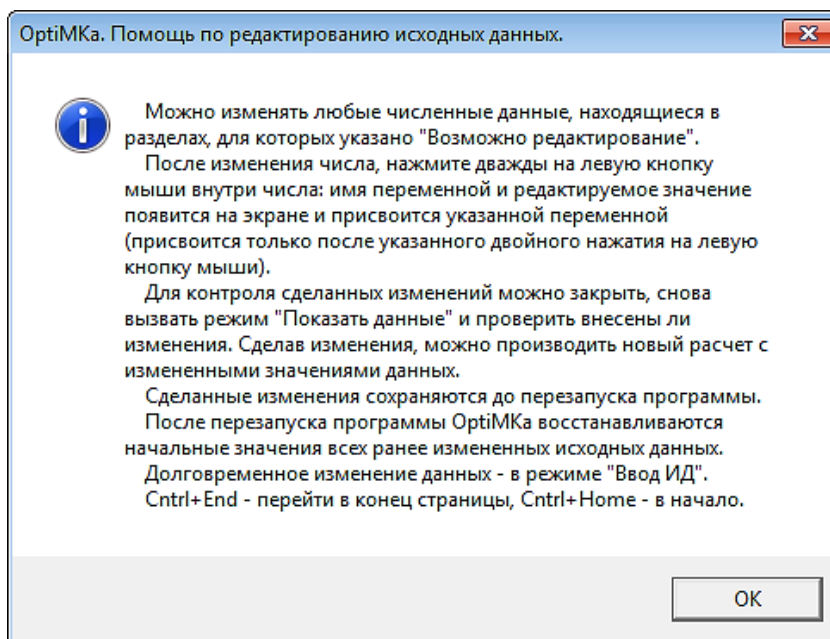 OptiMKa. Помощь по редактированию исходных данных.
Можно изменять любые численные данные, находящиеся в
разделах, для которых указано "Возможно редактирование".
После изменения числа, нажмите дважды на левую кнопку
мыши внутри числа: имя переменной и редактируемое значение
появится на экране и присвоится указанной переменной
(присвоится только после указанного двойного нажатия на левую
кнопку мыши).
Для контроля сделанных изменений можно закрыть, снова
вызвать режим "Показать данные" и проверить внесены ли
изменения. Сделав изменения, можно производить новый расчет с
измененными значениями данных.
Сделанные изменения сохраняются до перезапуска программы.
После перезапуска программы OptiMKa восстанавливаются
начальные значения всех ранее измененных исходных данных.
Долговременное изменение данных - в режиме "Ввод ИД".
Cntrl+End - перейти в конец страницы, Cntrl+Home - в начало.
OK